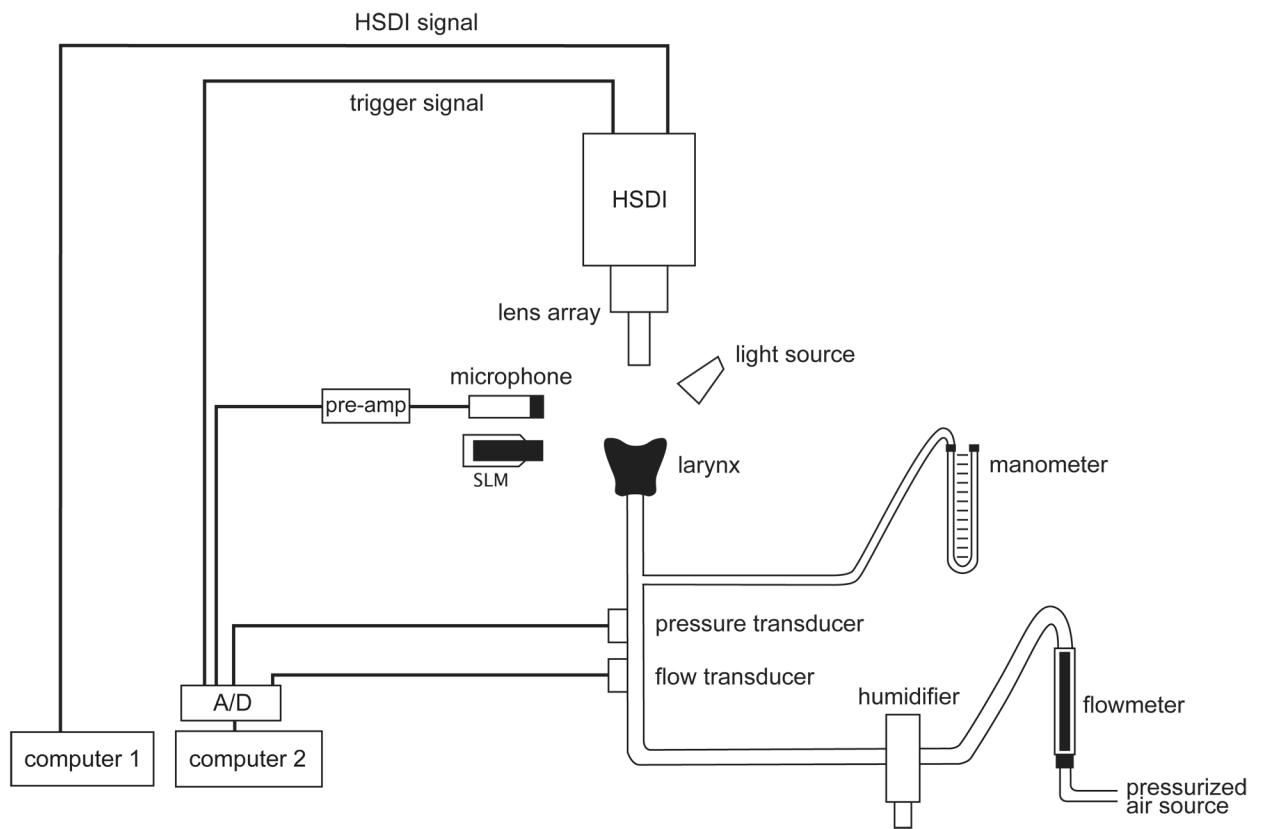 HSDI signal
trigger signal
HSDI
lens array
light source
microphone
pre-amp
SLM
larynx
manometer
pressure transducer
flow transducer
humidifier
flowmeter
A/D
computer 1
computer 2
pressurized
air source